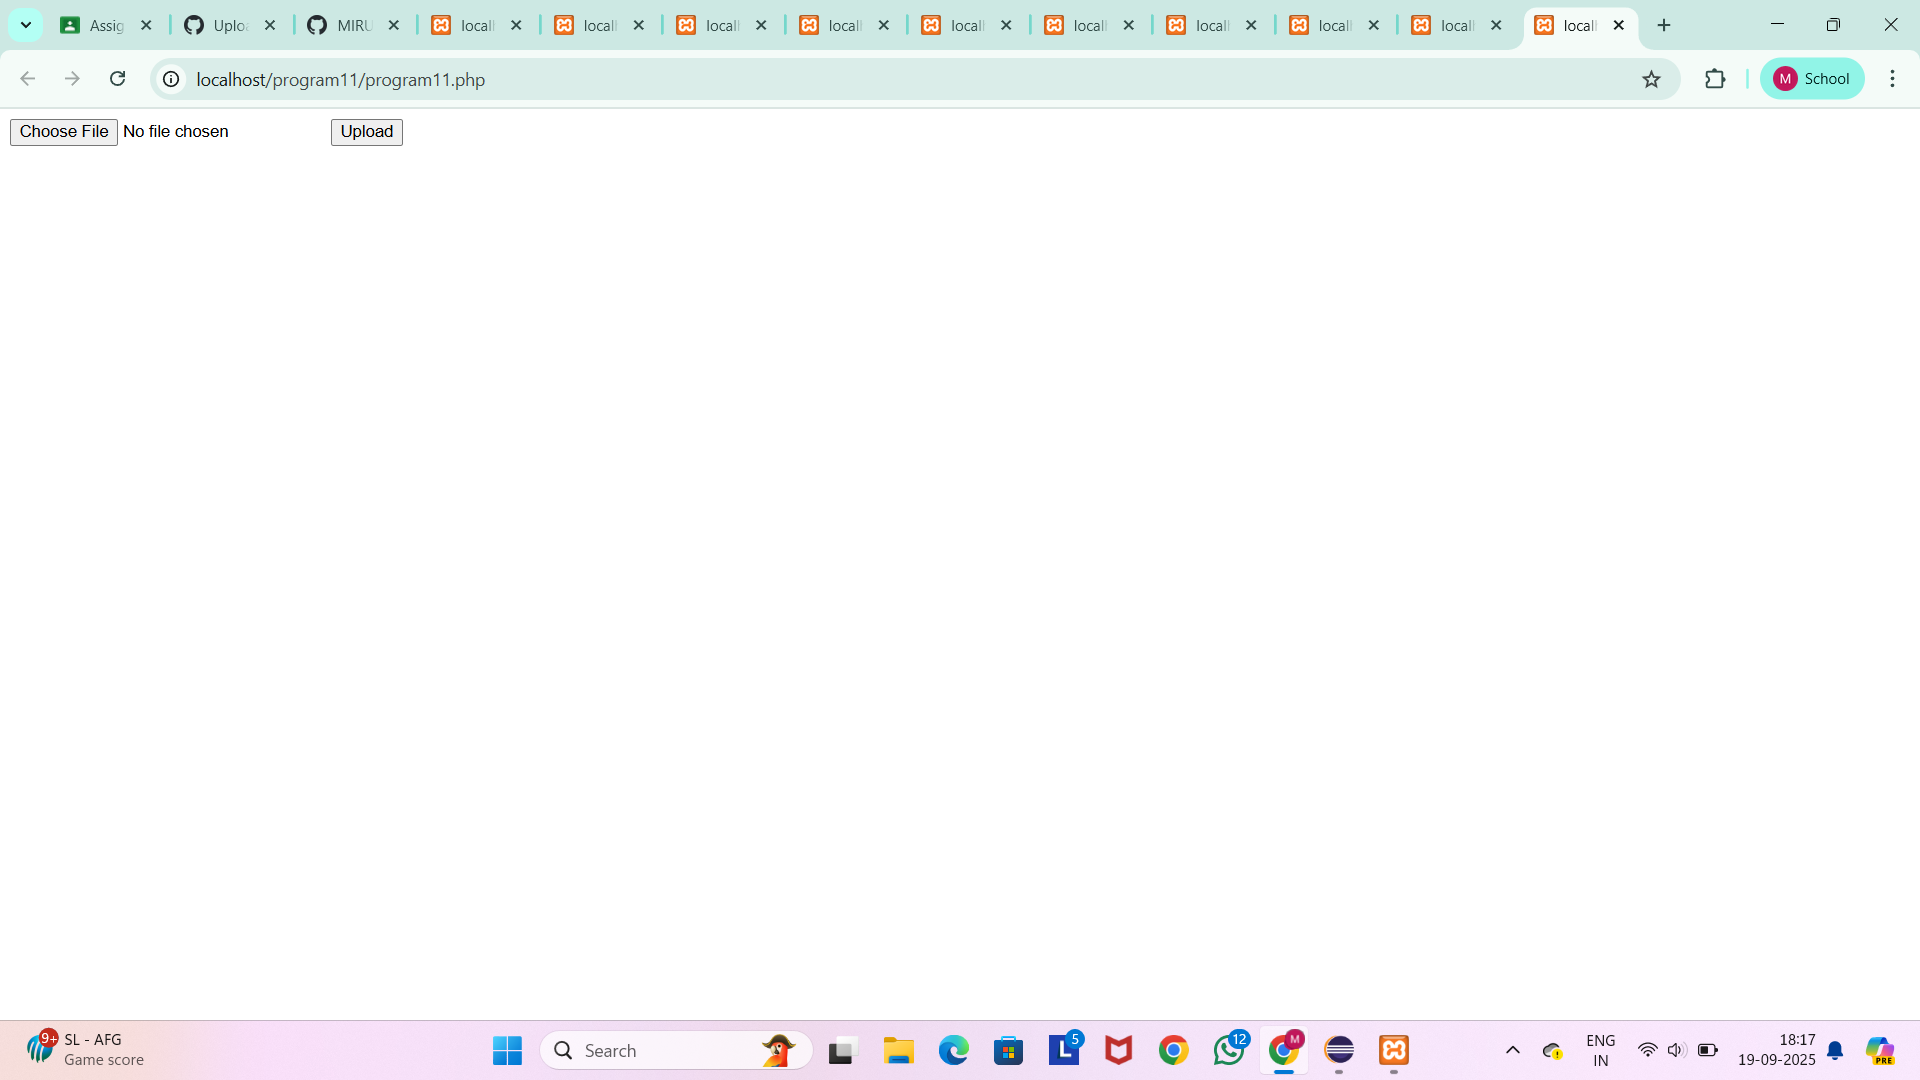 Assig
Uploa
MIRU
locall
locall
locall
locall
locall
locall
locall
locall
locall
locall
localhost/program11/program11.php
M
School
Choose File
No file chosen
Upload
9+
SL - AFG
Game score
Search
L
5
12
M
ENG
IN
18:17
19-09-2025
PRE